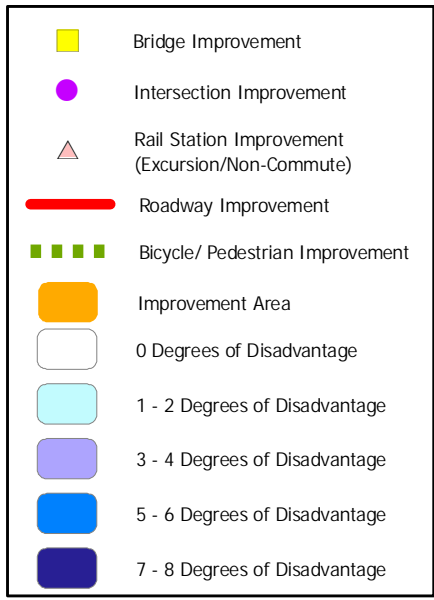 Bridge Improvement
Intersection Improvement
Rail Station Improvement
(Excursion/Non-Commute)
Roadway Improvement
Bicycle/ Pedestrian Improvement
Improvement Area
0 Degrees of Disadvantage
1 - 2 Degrees of Disadvantage
3 - 4 Degrees of Disadvantage
5 - 6 Degrees of Disadvantage
7 - 8 Degrees of Disadvantage